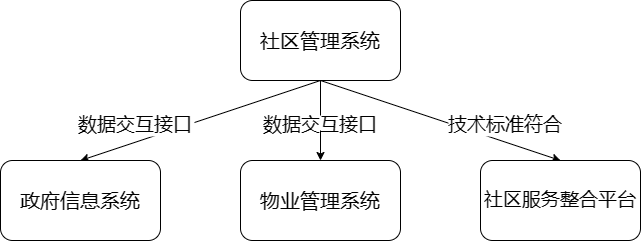 社区管理系统
数据交互接口
数据交互接口
技术标准符合
政府信息系统
物业管理系统
社区服务整合平台